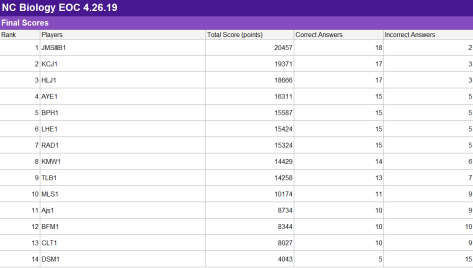 NC Biology EOC 4.26.19
Final Scores
Rank Players Total Score (points) Correct Answers Incorrect Answers
1 JMSIIIB1 20457 18 2
2 KCJ1 19371 17 3
3 HLJ1 18666 17 3
4 AYE1 16311 15 5
5 BPH1 15587 15 5
6 LHE1 15424 15 5
7 RAD1 15324 15 5
8 KMW1 14429 14 6
9 TLB1 14258 13 7
10 MLS1 10174 11 9
11 Ajs1 8734 10 9
12 BFM1 8344 10 10
13 CLT1 8027 10 9
14 DSM1 4043 5 15